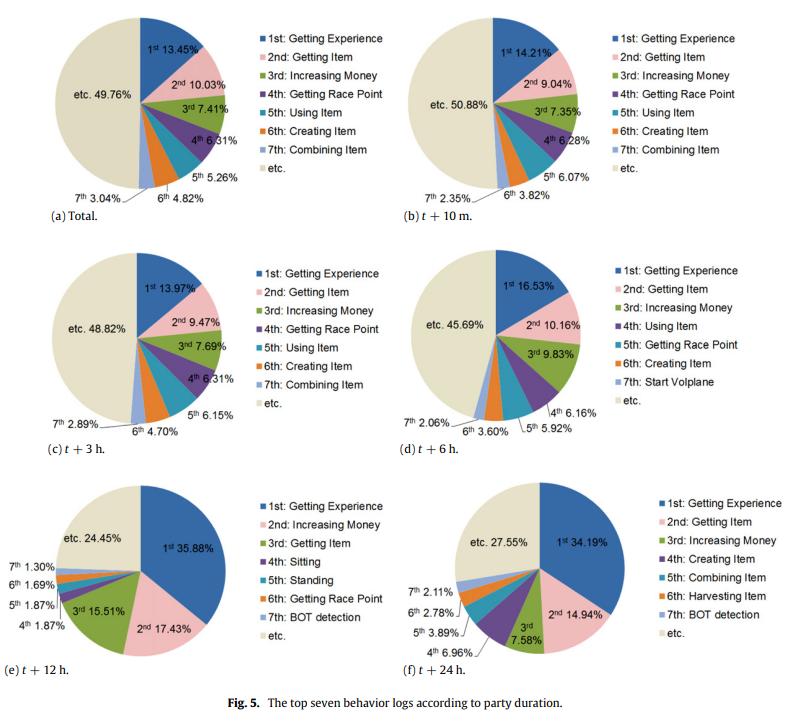 1st 13.45%
2nd 10.03%
3rd 7.41%
4th 6.31%
5th 5.26%
6th 4.82%
7th 3.04%
etc. 49.76%
1st: Getting Experience
2nd: Getting Item
3rd: Increasing Money
4th: Getting Race Point
5th: Using Item
6th: Creating Item
7th: Combining Item
etc.
(a) Total.
1st 14.21%
2nd 9.04%
3rd 7.35%
4th 6.28%
5th 6.07%
6th 3.82%
7th 2.35%
etc. 50.88%
1st: Getting Experience
2nd: Getting Item
3rd: Increasing Money
4th: Getting Race Point
5th: Using Item
6th: Creating Item
7th: Combining Item
etc.
(b) t + 10 m.
1st 13.97%
2nd 9.47%
3rd 7.69%
4th 6.31%
5th 6.15%
6th 4.70%
7th 2.89%
etc. 48.82%
1st: Getting Experience
2nd: Getting Item
3rd: Increasing Money
4th: Getting Race Point
5th: Using Item
6th: Creating Item
7th: Combining Item
etc.
(c) t + 3 h.
1st 16.53%
2nd 10.16%
3rd 9.83%
4th 6.16%
5th 5.92%
6th 3.60%
7th 2.06%
etc. 45.69%
1st: Getting Experience
2nd: Getting Item
3rd: Increasing Money
4th: Using Item
5th: Getting Race Point
6th: Creating Item
7th: Start Volplane
etc.
(d) t + 6 h.
1st 35.88%
2nd 17.43%
3rd 15.51%
4th 1.87%
5th 1.87%
6th 1.69%
7th 1.30%
etc. 24.45%
1st: Getting Experience
2nd: Increasing Money
3rd: Getting Item
4th: Sitting
5th: Standing
6th: Getting Race Point
7th: BOT detection
etc.
(e) t + 12 h.
1st 34.19%
2nd 14.94%
3rd
7.58%
4th 6.96%
5th 3.89%
6th 2.78%
7th 2.11%
etc. 27.55%
1st: Getting Experience
2nd: Getting Item
3rd: Increasing Money
4th: Creating Item
5th: Combining Item
6th: Harvesting Item
7th: BOT detection
etc.
(f) t + 24 h.
Fig. 5. The top seven behavior logs according to party duration.